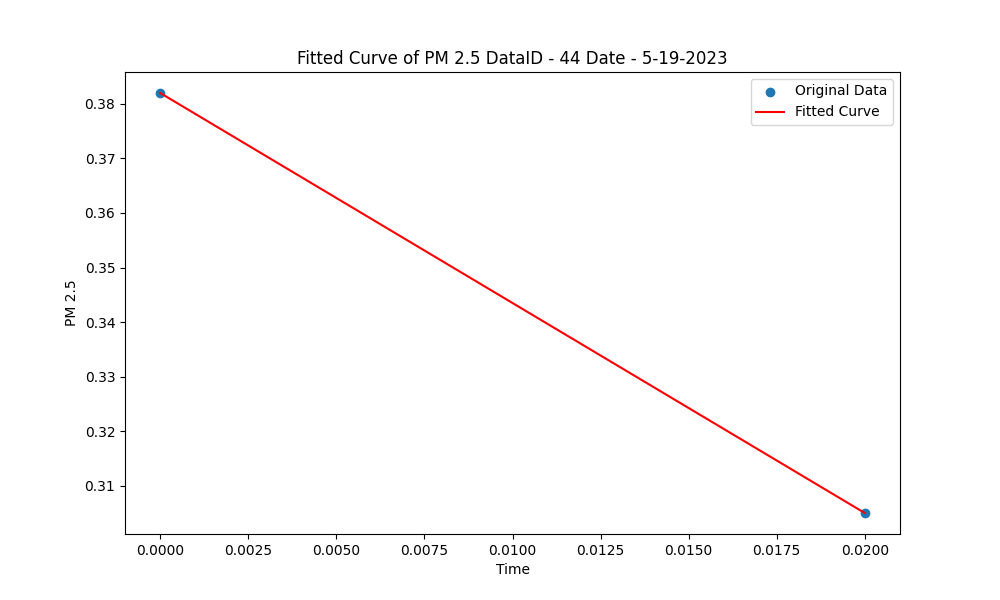 Fitted Curve of PM 2.5 DataID - 44 Date - 5-19-2023
Original Data
Fitted Curve
0.38
0.37
0.36
0.35
0.34
0.33
0.32
0.31
PM 2.5
0.0000 0.0025 0.0050 0.0075 0.0100 0.0125 0.0150 0.0175 0.0200
Time